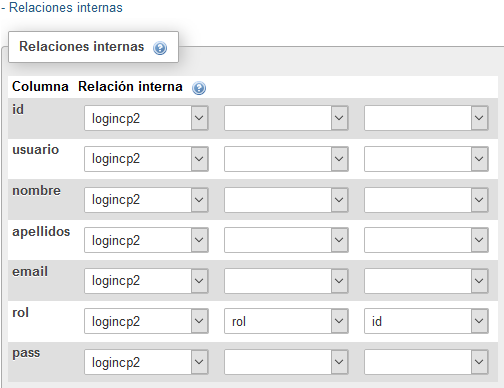 - Relaciones internas
Relaciones internas
Columna Relación interna
id logincp2
usuario logincp2
nombre logincp2
apellidos logincp2
email logincp2
rol logincp2 rol id
pass logincp2